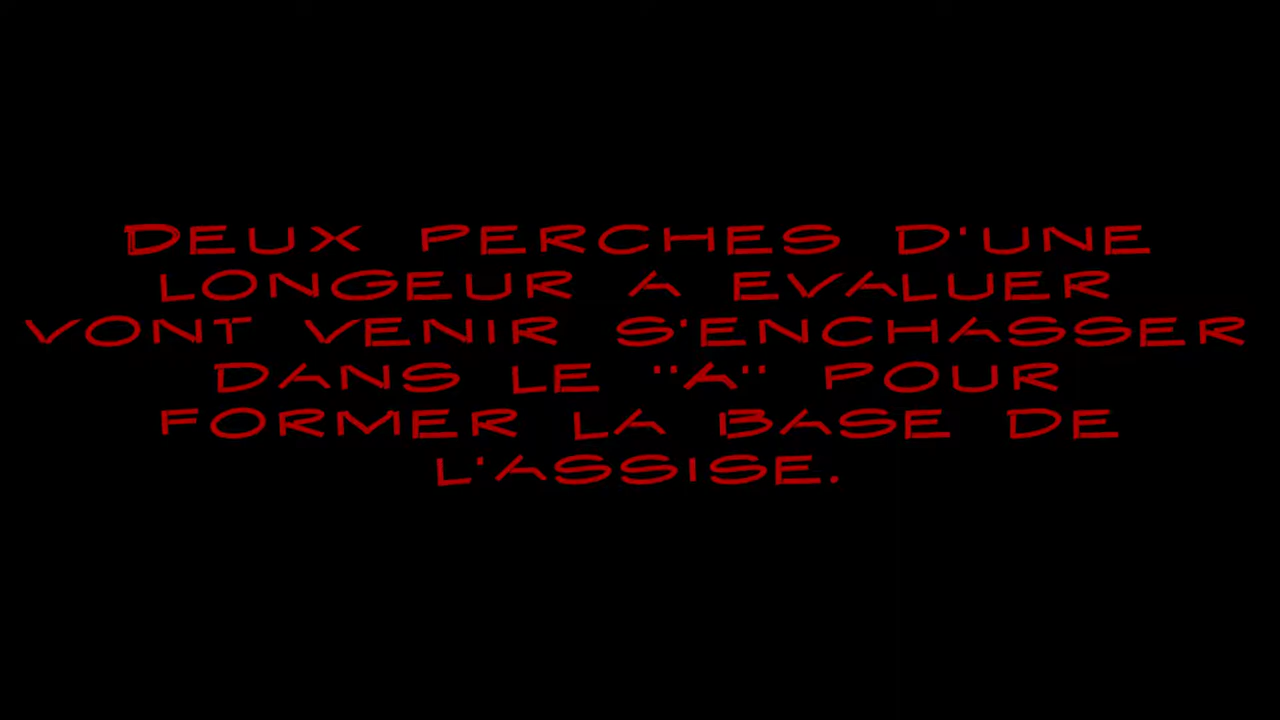 DEUX PERCHES D'UNE
LONGEUR A EVALUER
VONT VENIR S'ENCHASSER
DANS LE "A" POUR
FORMER LA BASE DE
L'ASSISE.